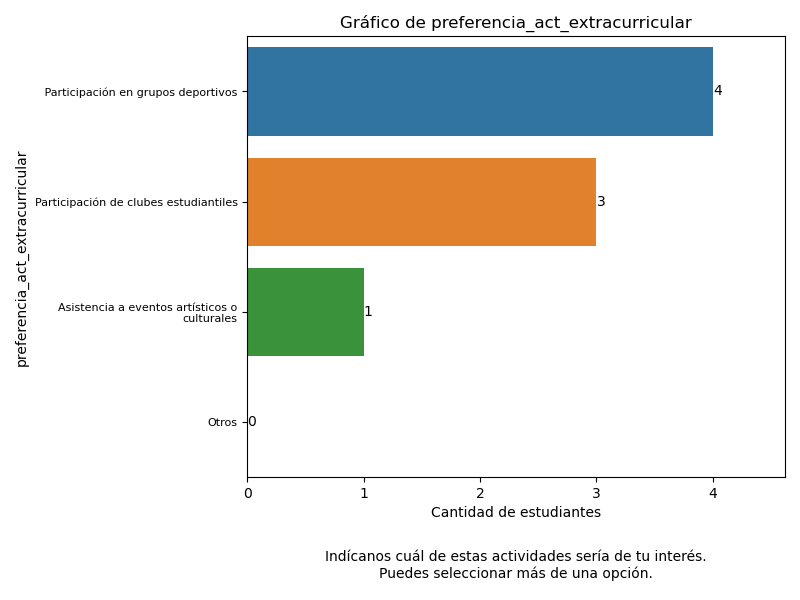 Gráfico de preferencia_act_extracurricular
preferencia_act_extracurricular
Participación en grupos deportivos
4
Participación de clubes estudiantiles
3
Asistencia a eventos artísticos o
culturales
1
Otros
0
0 1 2 3 4
Cantidad de estudiantes
Indícanos cuál de estas actividades sería de tu interés.
Puedes seleccionar más de una opción.